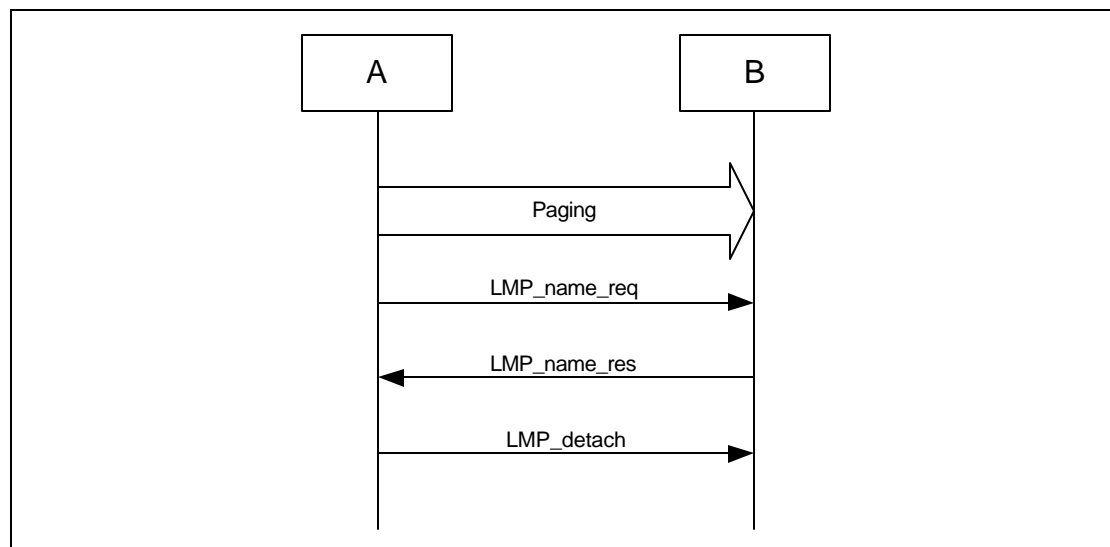 A
B
Paging
LMP_name_req
LMP_name_res
LMP_detach